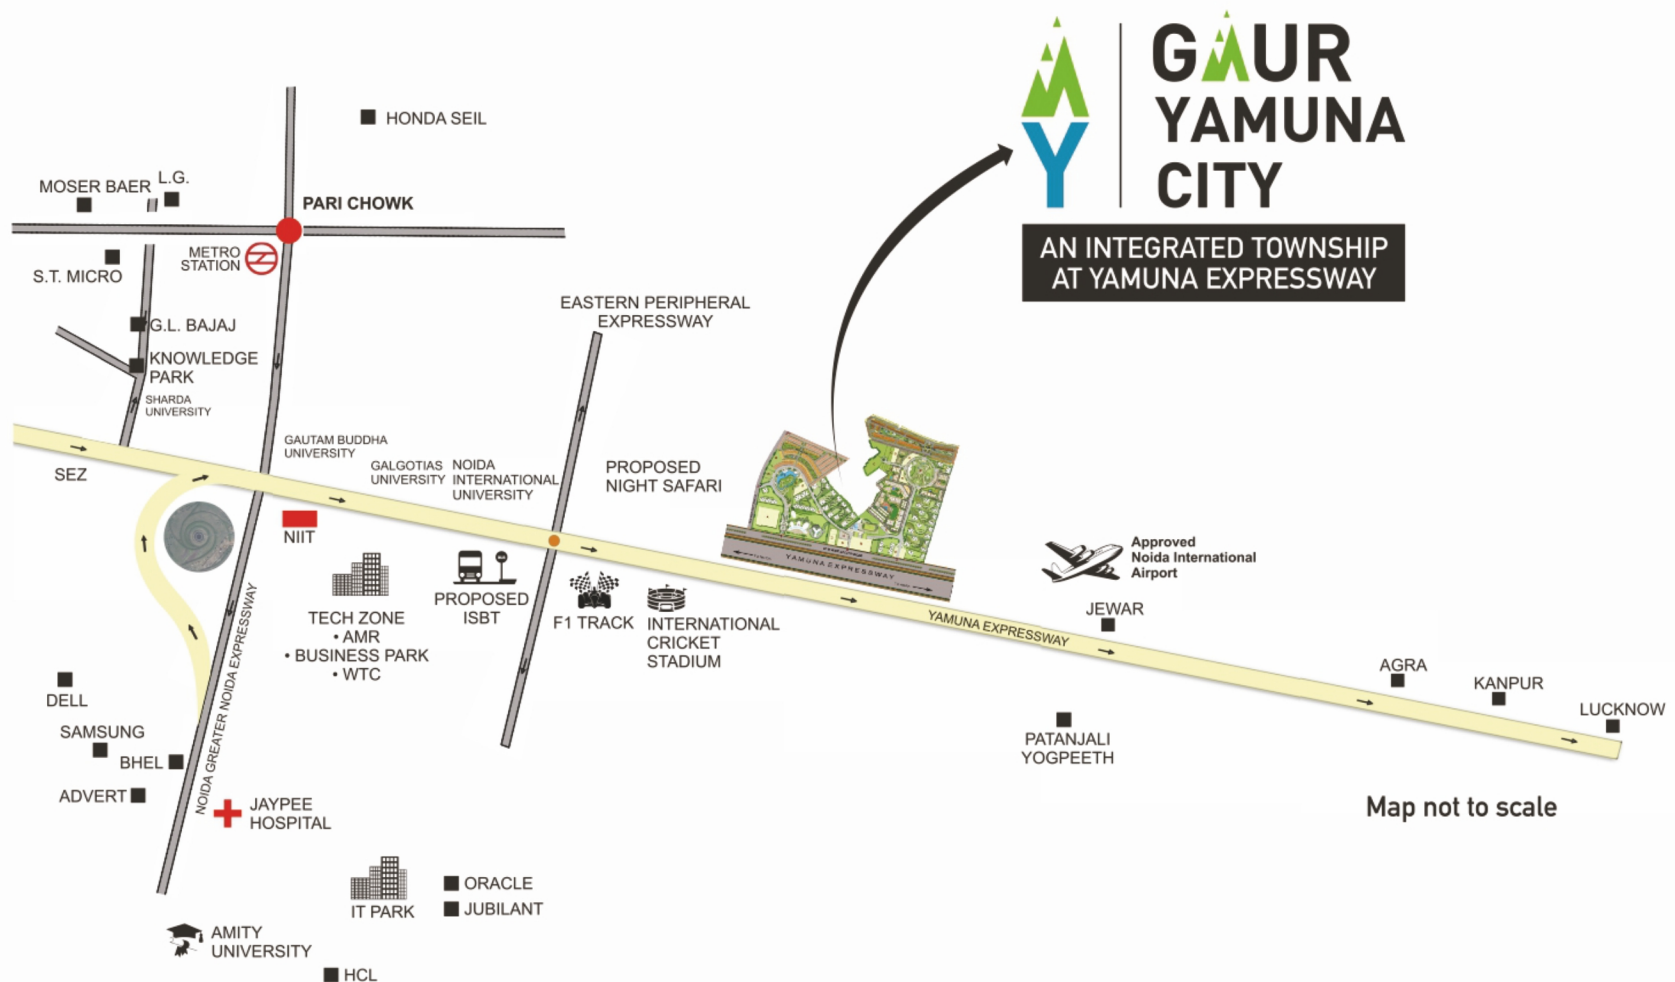 GAUR
YAMUNA
CITY
AN INTEGRATED TOWNSHIP
AT YAMUNA EXPRESSWAY
HONDA SEIL
MOSER BAER
L.G.
PARI CHOWK
METRO
STATION
S.T. MICRO
G.L. BAJAJ
KNOWLEDGE
PARK
SHARDA
UNIVERSITY
EASTERN PERIPHERAL
EXPRESSWAY
SEZ
GAUTAM BUDDHA
UNIVERSITY
GALGOTIAS
UNIVERSITY
NOIDA
INTERNATIONAL
UNIVERSITY
PROPOSED
NIGHT SAFARI
NIIT
TECH ZONE
• AMR
• BUSINESS PARK
• WTC
PROPOSED
ISBT
F1 TRACK
INTERNATIONAL
CRICKET
STADIUM
YAMUNA EXPRESSWAY
Approved
Noida International
Airport
JEWAR
YAMUNA EXPRESSWAY
AGRA
KANPUR
LUCKNOW
PATANJALI
YOGPEETH
Map not to scale
NOIDA GREATER NOIDA EXPRESSWAY
DELL
SAMSUNG
BHEL
ADVERT
JAYPEE
HOSPITAL
IT PARK
ORACLE
JUBILANT
AMITY
UNIVERSITY
HCL